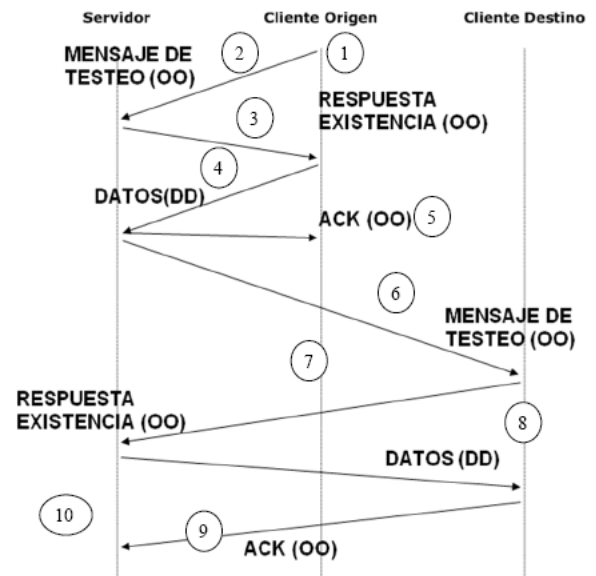 Servidor Cliente Origen Cliente Destino
MENSAJE DE
TESTEO (OO)
2
1
RESPUESTA
EXISTENCIA (OO)
3
4
DATOS(DD)
ACK (OO) 5
6
MENSAJE DE
TESTEO (OO)
7
RESPUESTA
EXISTENCIA (OO)
8
DATOS (DD)
10
9
ACK (OO)